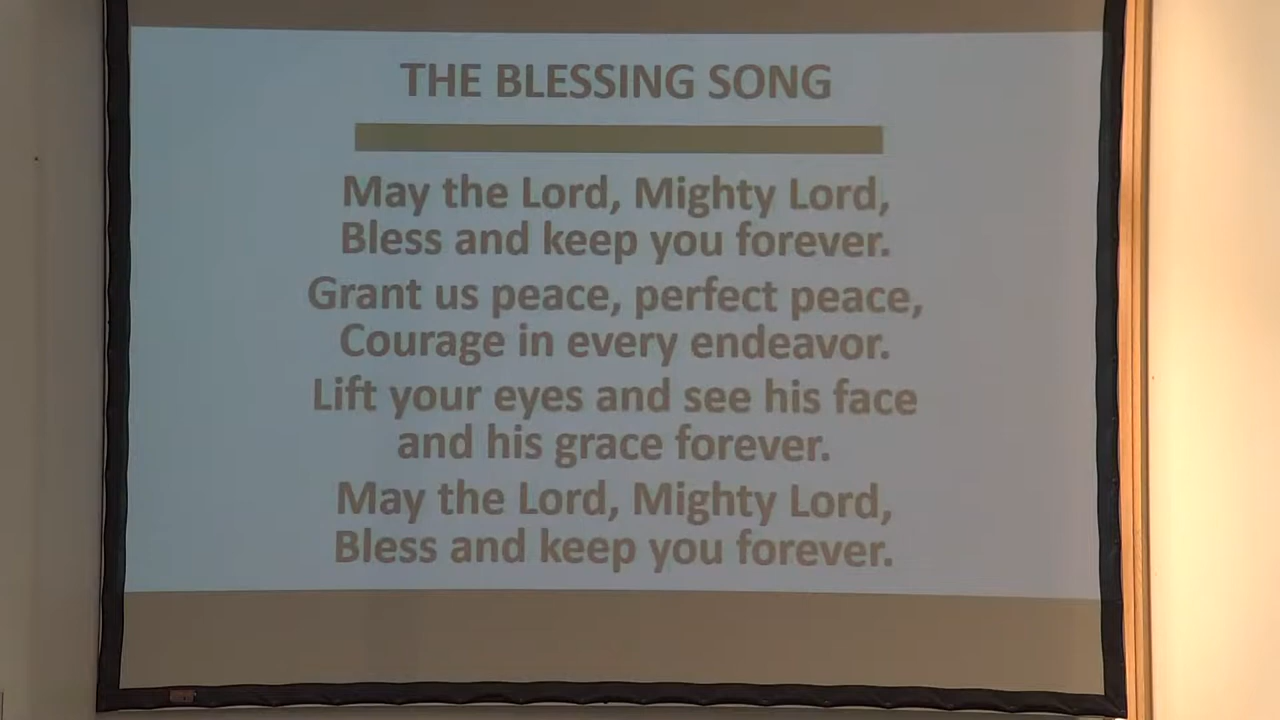 THE BLESSING SONG
May the Lord, Mighty Lord,
Bless and keep you forever.
Grant us peace, perfect peace,
Courage in every endeavor.
Lift your eyes and see his face
and his grace forever.
May the Lord, Mighty Lord,
Bless and keep you forever.